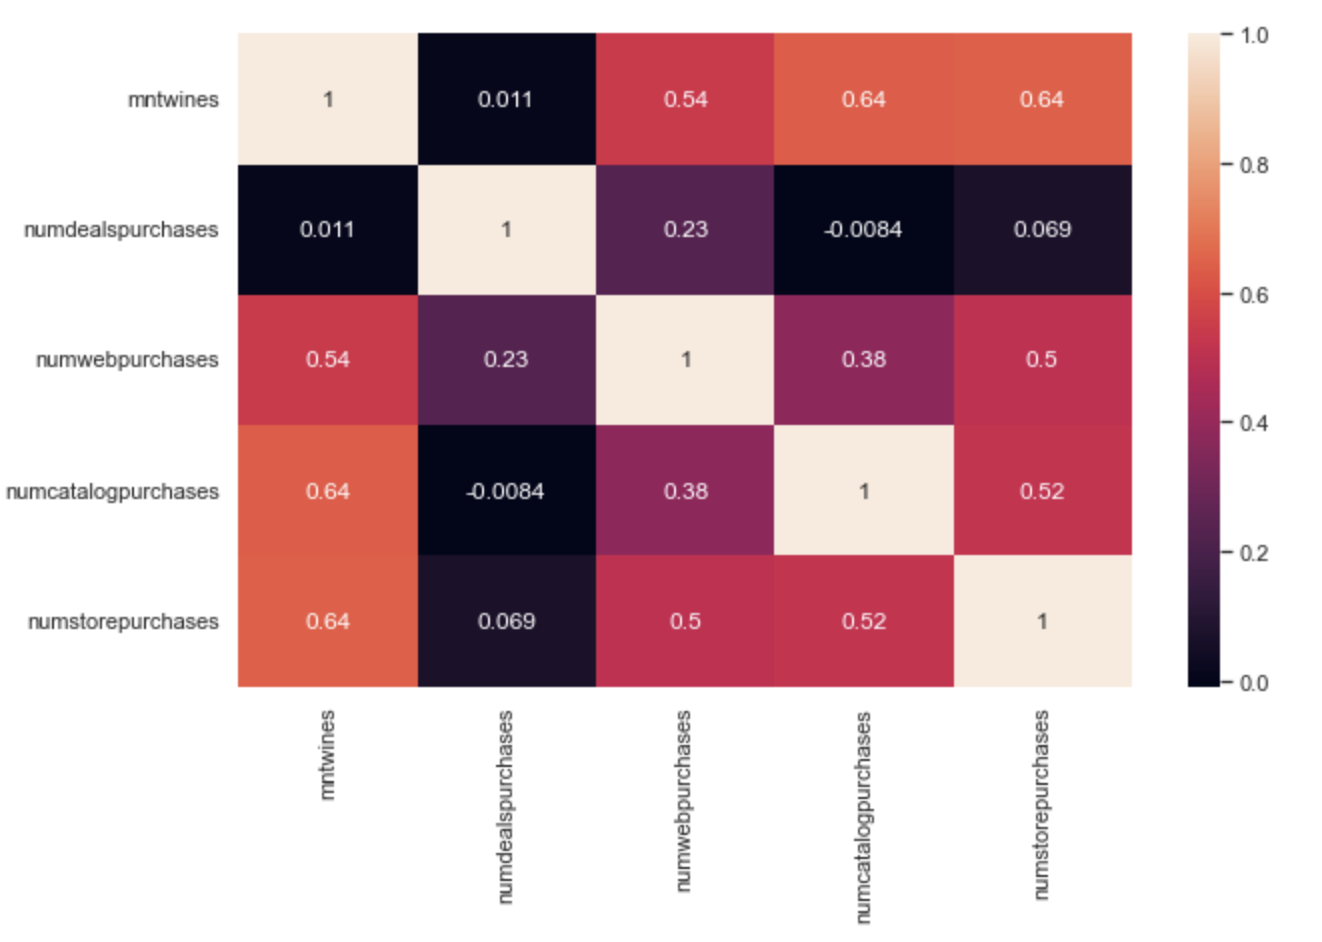 mntwines 1 0.011 0.54 0.64 0.64
numdealspurchases 0.011 1 0.23 -0.0084 0.069
numwebpurchases 0.54 0.23 1 0.38 0.5
numcatalogpurchases 0.64 -0.0084 0.38 1 0.52
numstorepurchases 0.64 0.069 0.5 0.52 1
mntwines
numdealspurchases
numwebpurchases
numcatalogpurchases
numstorepurchases
1.0
0.8
0.6
0.4
0.2
0.0